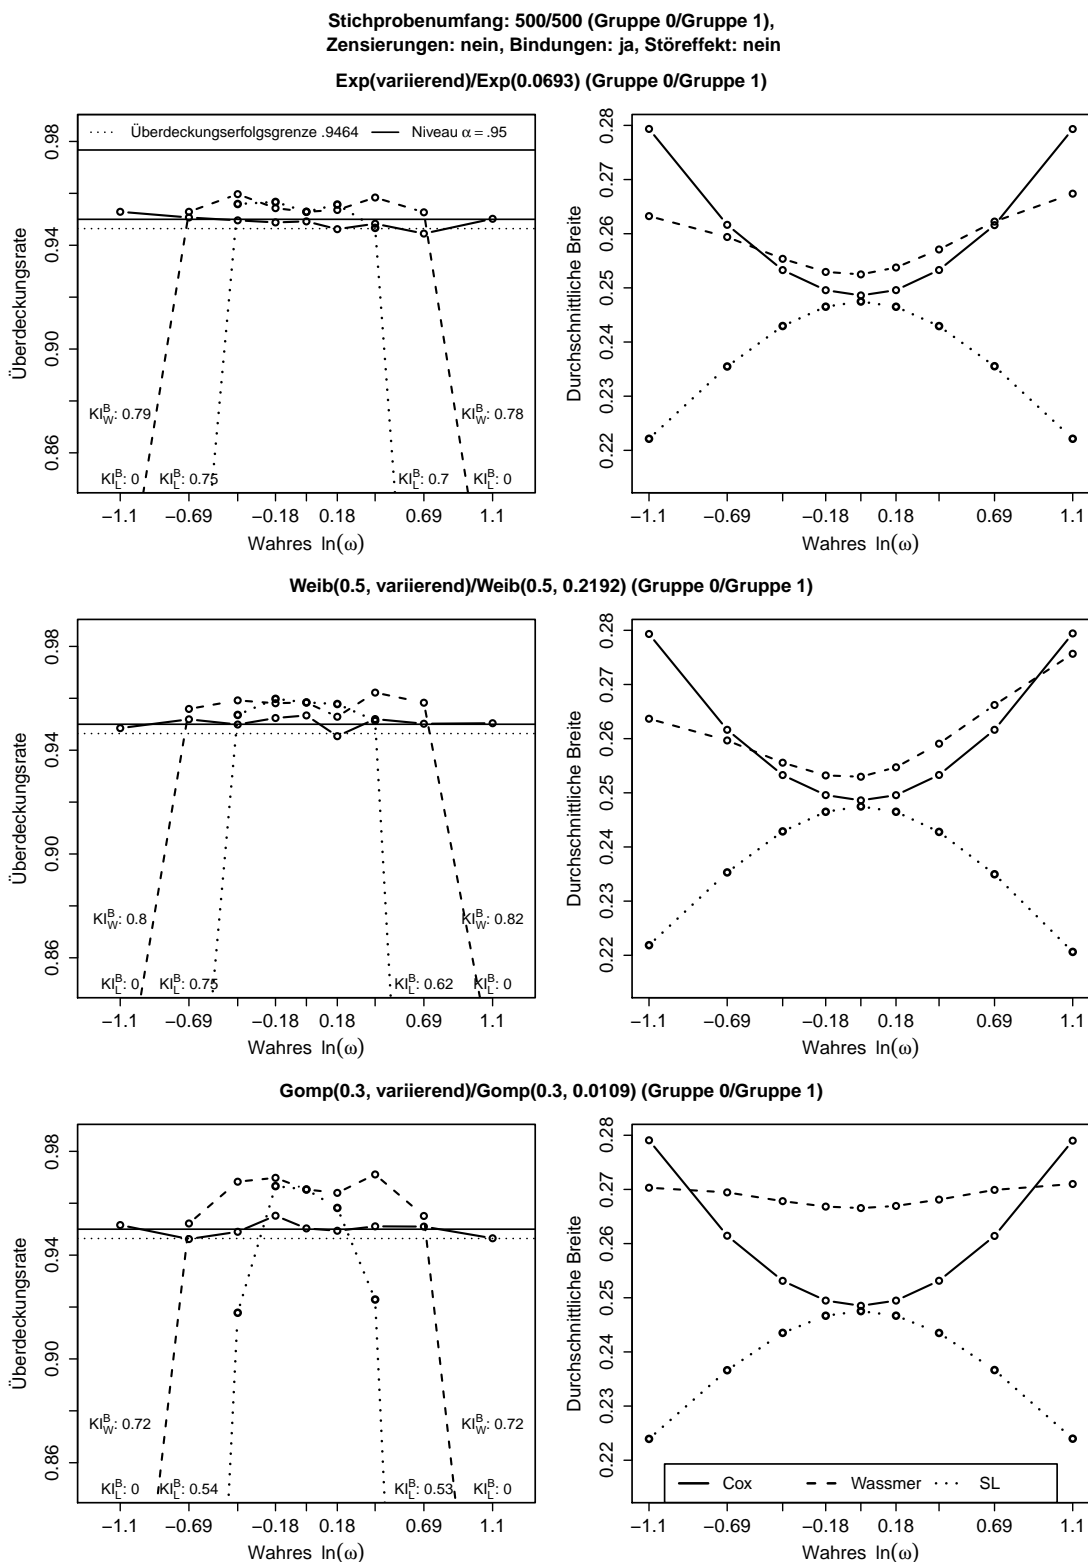 Stichprobenumfang: 500/500 (Gruppe 0/Gruppe 1),
Zensierungen: nein, Bindungen: ja, Störeffekt: nein
Exp(variierend)/Exp(0.0693) (Gruppe 0/Gruppe 1)
Überdeckungserfolgsgrenze .9464
Niveau α = .95
Überdeckungsrate
0.98
0.94
0.90
0.86
KI_W^B: 0.79
KI_W^B: 0.78
KI_L^B: 0
KI_L^B: 0.75
KI_L^B: 0.7
KI_L^B: 0
−1.1 −0.69 −0.18 0.18 0.69 1.1
Wahres ln(ω)
Durchschnittliche Breite
0.28
0.27
0.26
0.25
0.24
0.23
0.22
−1.1 −0.69 −0.18 0.18 0.69 1.1
Wahres ln(ω)
Weib(0.5, variierend)/Weib(0.5, 0.2192) (Gruppe 0/Gruppe 1)
Überdeckungsrate
0.98
0.94
0.90
0.86
KI_W^B: 0.8
KI_W^B: 0.82
KI_L^B: 0
KI_L^B: 0.75
KI_L^B: 0.62
KI_L^B: 0
−1.1 −0.69 −0.18 0.18 0.69 1.1
Wahres ln(ω)
Durchschnittliche Breite
0.28
0.27
0.26
0.25
0.24
0.23
0.22
−1.1 −0.69 −0.18 0.18 0.69 1.1
Wahres ln(ω)
Gomp(0.3, variierend)/Gomp(0.3, 0.0109) (Gruppe 0/Gruppe 1)
Überdeckungsrate
0.98
0.94
0.90
0.86
KI_W^B: 0.72
KI_W^B: 0.72
KI_L^B: 0
KI_L^B: 0.54
KI_L^B: 0.53
KI_L^B: 0
−1.1 −0.69 −0.18 0.18 0.69 1.1
Wahres ln(ω)
Durchschnittliche Breite
0.28
0.27
0.26
0.25
0.24
0.23
0.22
Cox
Wassmer
SL
−1.1 −0.69 −0.18 0.18 0.69 1.1
Wahres ln(ω)